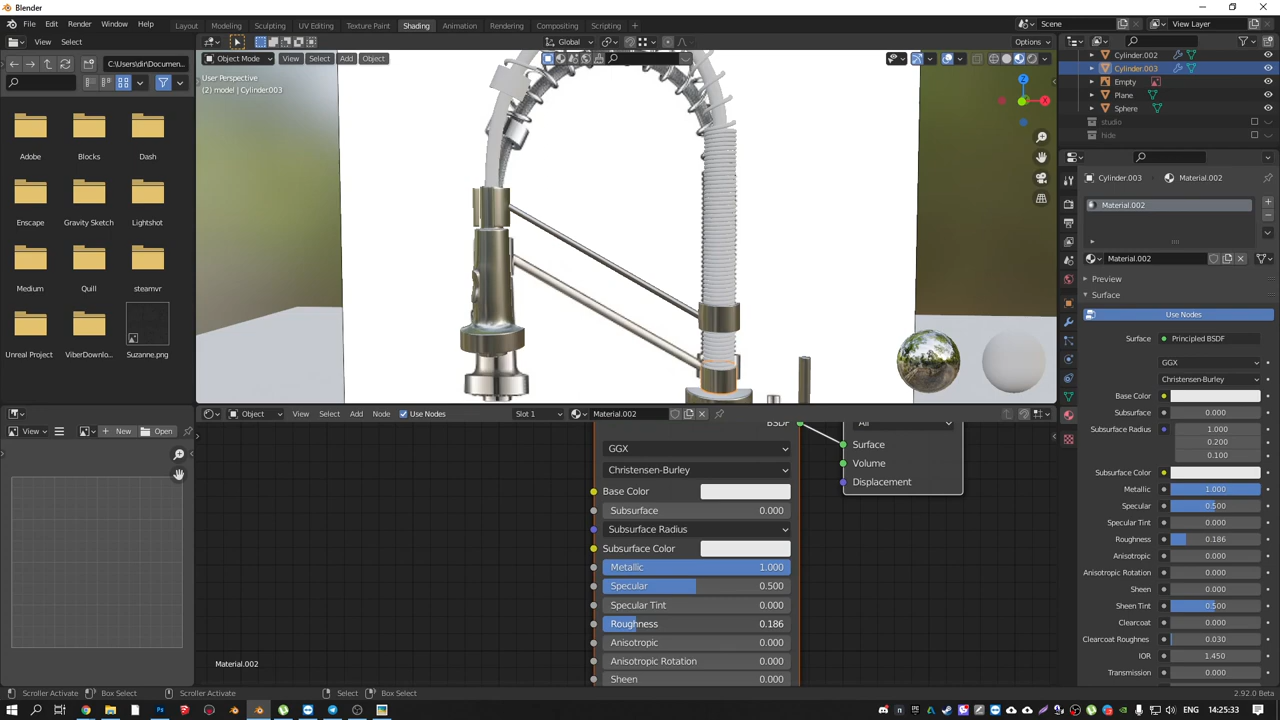 Blender
File Edit Render Window Help
Layout Modeling Sculpting UV Editing Texture Paint Shading Animation Rendering Compositing Scripting +
Scene
View Layer
View Select
Global
Options
C:\Users\dir\Documen...
Object Mode View Select Add Object
User Perspective
(2) model | Cylinder.003
Z
X
Cylinder.002
Cylinder.003
Empty
Plane
Sphere
studio
hide
Adobe Blocks Dash
Gravity Sketch Lightshot
Medium Quill steamvr
Unreal Project ViberDownlo... Suzanne.png
Cylinder.003 Material.002
Material.002
Material.002
Preview
Surface
Use Nodes
Surface Principled BSDF
GGX
Christensen-Burley
Base Color
Subsurface 0.000
Subsurface Radius 1.000
0.200
0.100
Subsurface Color
Metallic 1.000
Specular 0.500
Specular Tint 0.000
Roughness 0.186
Anisotropic 0.000
Anisotropic Rotation 0.000
Sheen 0.000
Sheen Tint 0.500
Clearcoat 0.000
Clearcoat Roughnes 0.030
IOR 1.450
Transmission 0.000
View + New Open
Object View Select Add Node Use Nodes Slot 1 Material.002
BSDF
GGX
Christensen-Burley
Base Color
Subsurface 0.000
Subsurface Radius
Subsurface Color
Metallic 1.000
Specular 0.500
Specular Tint 0.000
Roughness 0.186
Anisotropic 0.000
Anisotropic Rotation 0.000
Sheen 0.000
All
Surface
Volume
Displacement
Material.002
Scroller Activate Box Select Scroller Activate Select Box Select
2.92.0 Beta
ENG 14:25:33